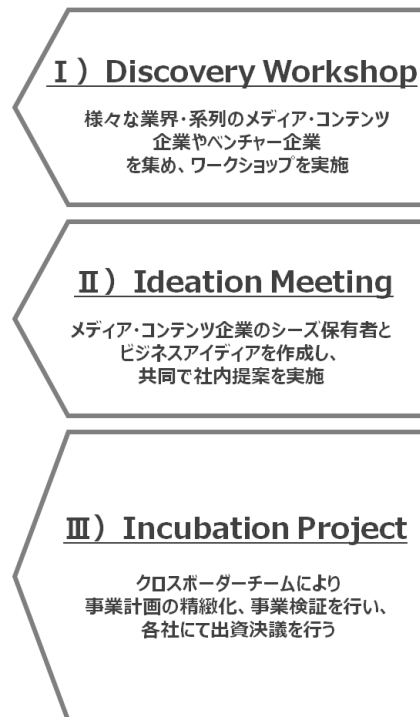 Ⅰ）Discovery Workshop
様々な業界・系列のメディア・コンテンツ
企業やベンチャー企業
を集め、ワークショップを実施
Ⅱ）Ideation Meeting
メディア・コンテンツ企業のシーズ保有者と
ビジネスアイディアを作成し、
共同で社内提案を実施
Ⅲ）Incubation Project
クロスボーダーチームにより
事業計画の精緻化、事業検証を行い、
各社にて出資決議を行う